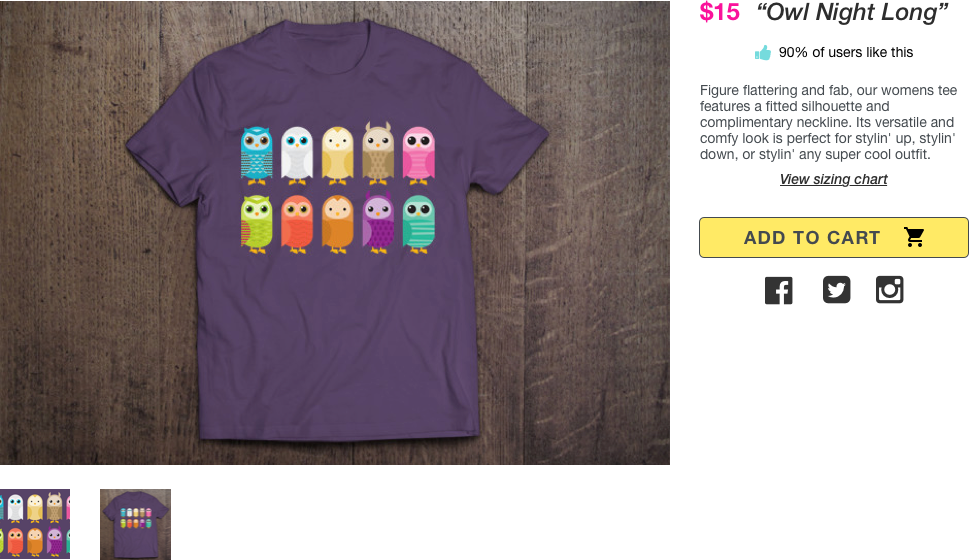 $15 “Owl Night Long”
90% of users like this
Figure flattering and fab, our womens tee
features a fitted silhouette and
complimentary neckline. Its versatile and
comfy look is perfect for stylin' up, stylin'
down, or stylin' any super cool outfit.
View sizing chart
ADD TO CART